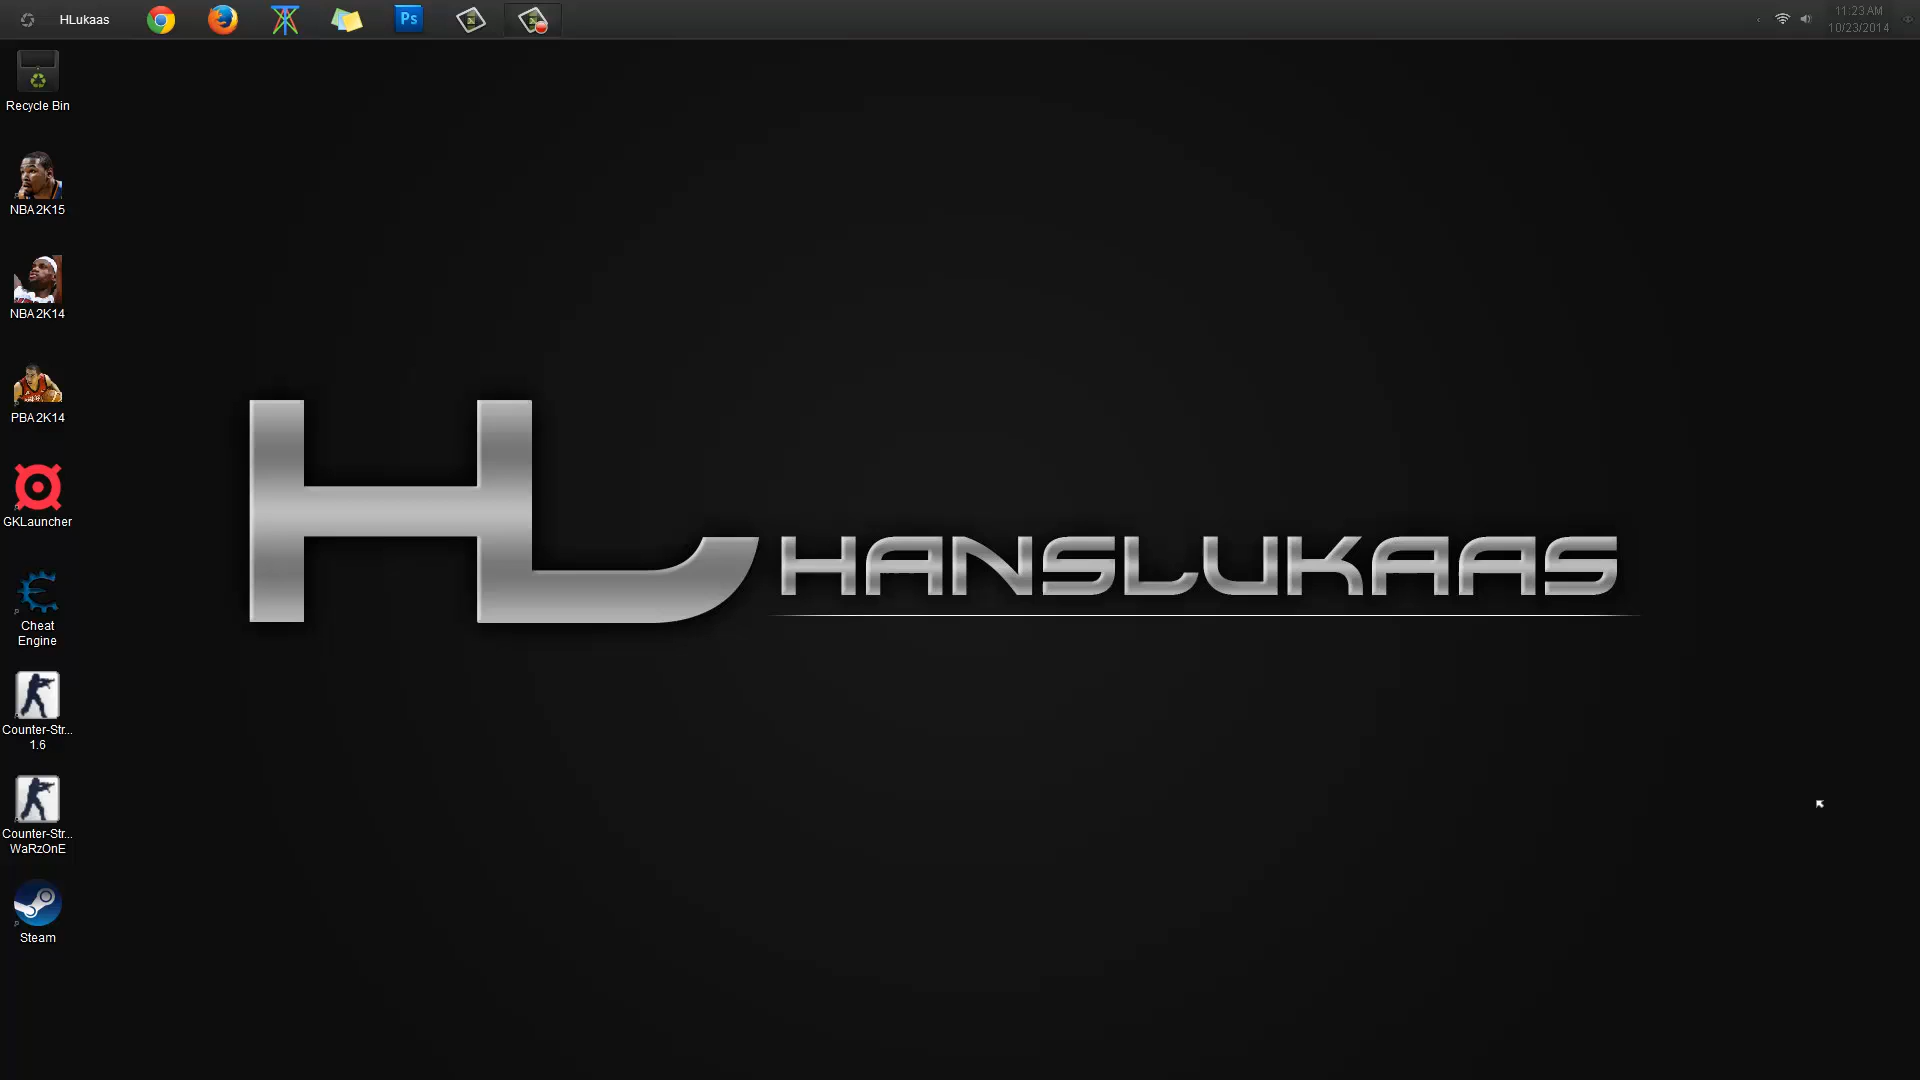 HLukaas
Ps
11:23 AM
10/23/2014
Recycle Bin
NBA 2K15
NBA 2K14
PBA 2K14
GKLauncher
Cheat
Engine
Counter-Str...
1.6
Counter-Str...
WaRzOnE
Steam
HL
HANSLUKAAS